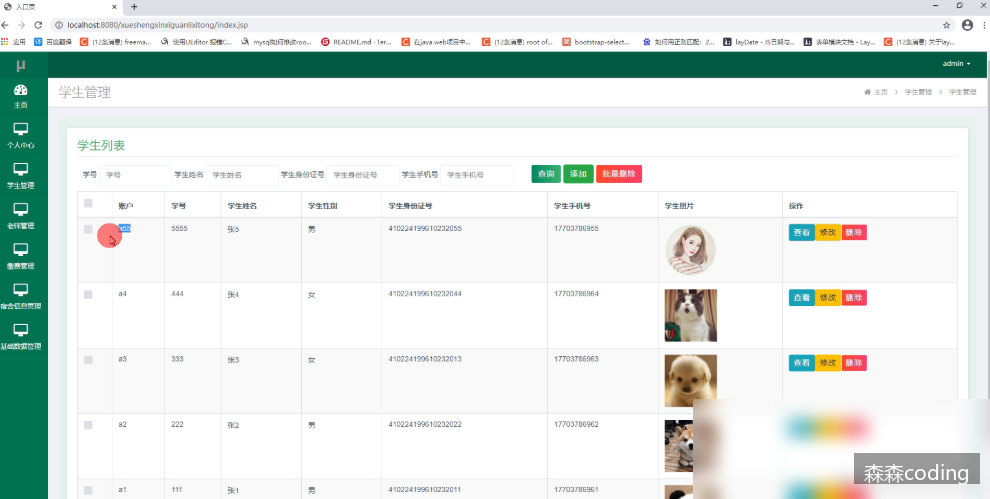 入口页
localhost:8080/xueshengxinxiguanlixitong/index.jsp
应用 百度翻译 (12条消息) freema... 使用UEditor 报错C... mysql如何修改roo... README.md · Ter... 在java web项目中... (12条消息) root of... bootstrap-select... 如何用正则匹配：2... layDate - JS日期与... 表单模块文档 - Lay... (12条消息) 关于lay...
μ
admin
主页
个人中心
学生管理
老师管理
缴费管理
宿舍信息管理
基础数据管理
学生管理
主页 > 学生管理 > 学生管理
学生列表
学号 学号 学生姓名 学生姓名 学生身份证号 学生身份证号 学生手机号 学生手机号 查询 添加 批量删除
账户 学号 学生姓名 学生性别 学生身份证号 学生手机号 学生照片 操作
a55 5555 张5 男 410224199610232055 17703786955 查看 修改 删除
a4 444 张4 女 410224199610232044 17703786964 查看 修改 删除
a3 333 张3 女 410224199610232013 17703786963 查看 修改 删除
a2 222 张2 男 410224199610232022 17703786962
a1 111 张1 男 410224199610232011 17703786961
森森coding